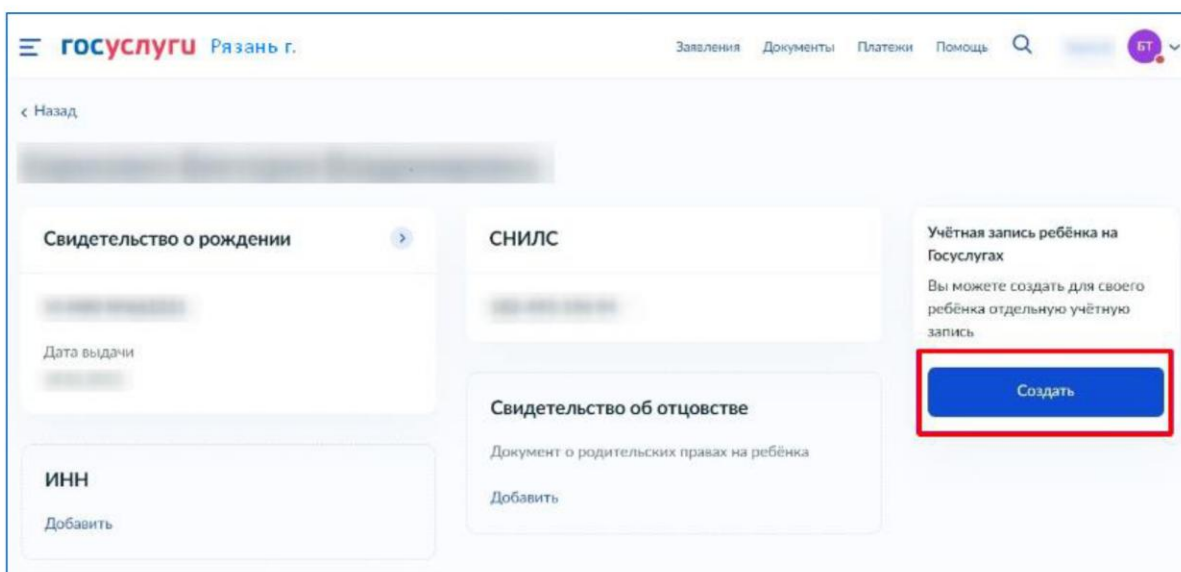 госуслуги Рязань г.
Заявления Документы Платежи Помощь БТ
Назад
Свидетельство о рождении
Дата выдачи
ИНН
Добавить
СНИЛС
Свидетельство об отцовстве
Документ о родительских правах на ребёнка
Добавить
Учётная запись ребёнка на
Госуслугах
Вы можете создать для своего
ребёнка отдельную учётную
запись
Создать